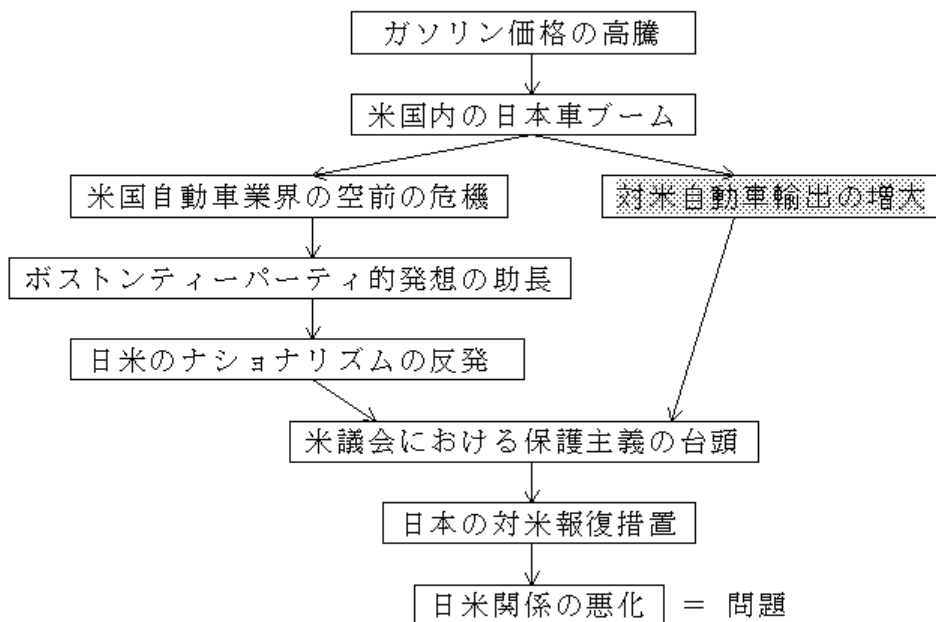 ガソリン価格の高騰
米国内の日本車ブーム
米国自動車業界の空前の危機
対米自動車輸出の増大
ボストンティーパーティ的発想の助長
日米のナショナリズムの反発
米議会における保護主義の台頭
日本の対米報復措置
日米関係の悪化 = 問題